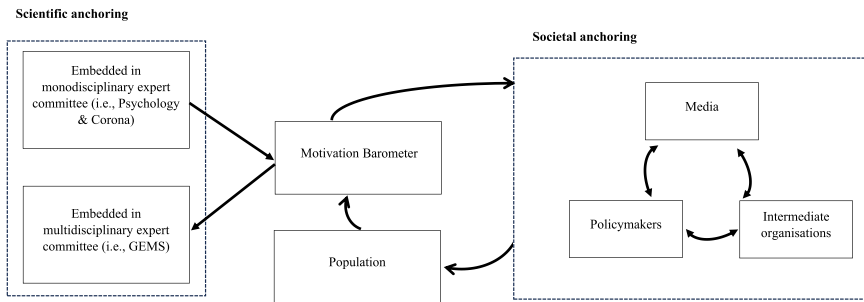 Scientific anchoring
Embedded in
monodisciplinary expert
committee (i.e., Psychology
& Corona)
Embedded in
multidisciplinary expert
committee (i.e., GEMS)
Motivation Barometer
Population
Societal anchoring
Media
Policymakers
Intermediate
organisations